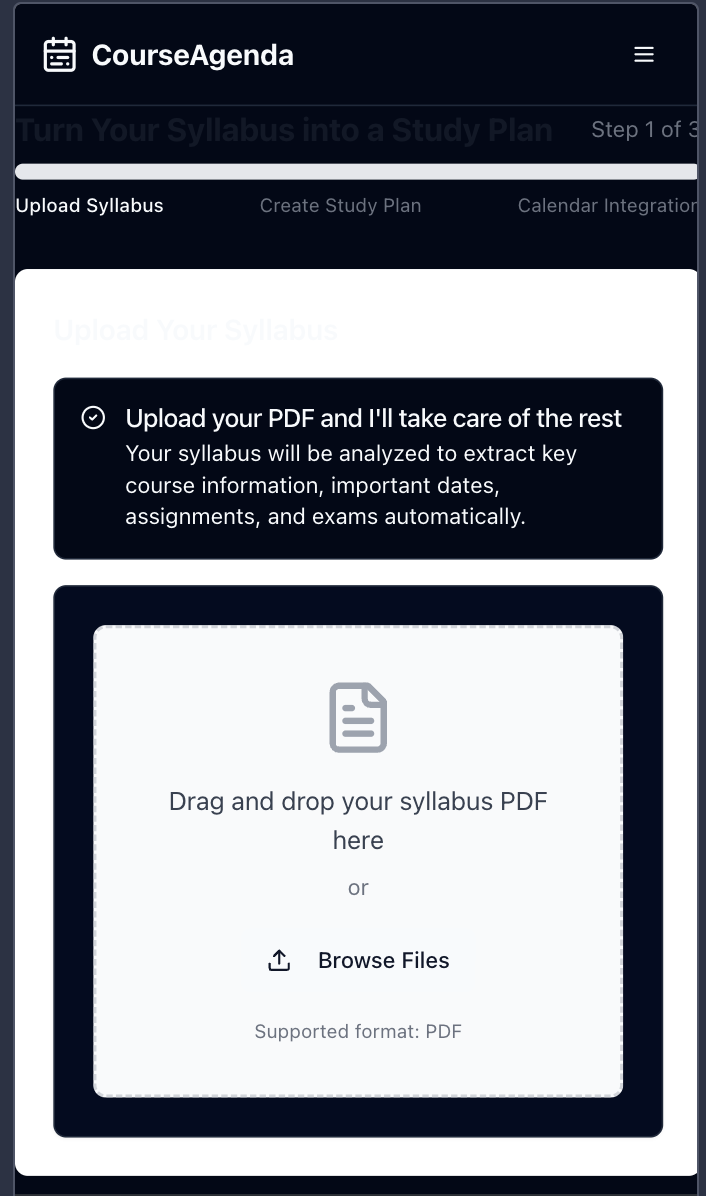 CourseAgenda
Turn Your Syllabus into a Study Plan
Step 1 of 3
Upload Syllabus
Create Study Plan
Calendar Integration
Upload Your Syllabus
Upload your PDF and I'll take care of the rest
Your syllabus will be analyzed to extract key
course information, important dates,
assignments, and exams automatically.
Drag and drop your syllabus PDF
here
or
Browse Files
Supported format: PDF